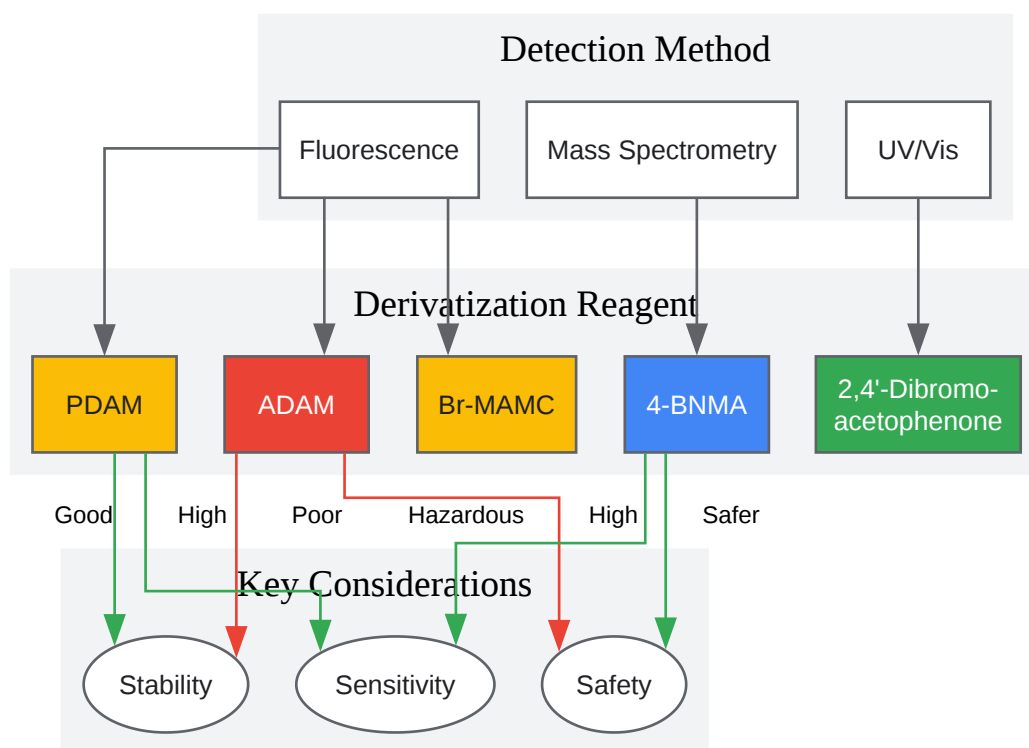 Detection Method
Fluorescence
Mass Spectrometry
UV/Vis
Derivatization Reagent
PDAM
ADAM
Br-MAMC
4-BNMA
2,4'-Dibromo-
acetophenone
Good
High
Poor
Hazardous
High
Safer
Key Considerations
Stability
Sensitivity
Safety